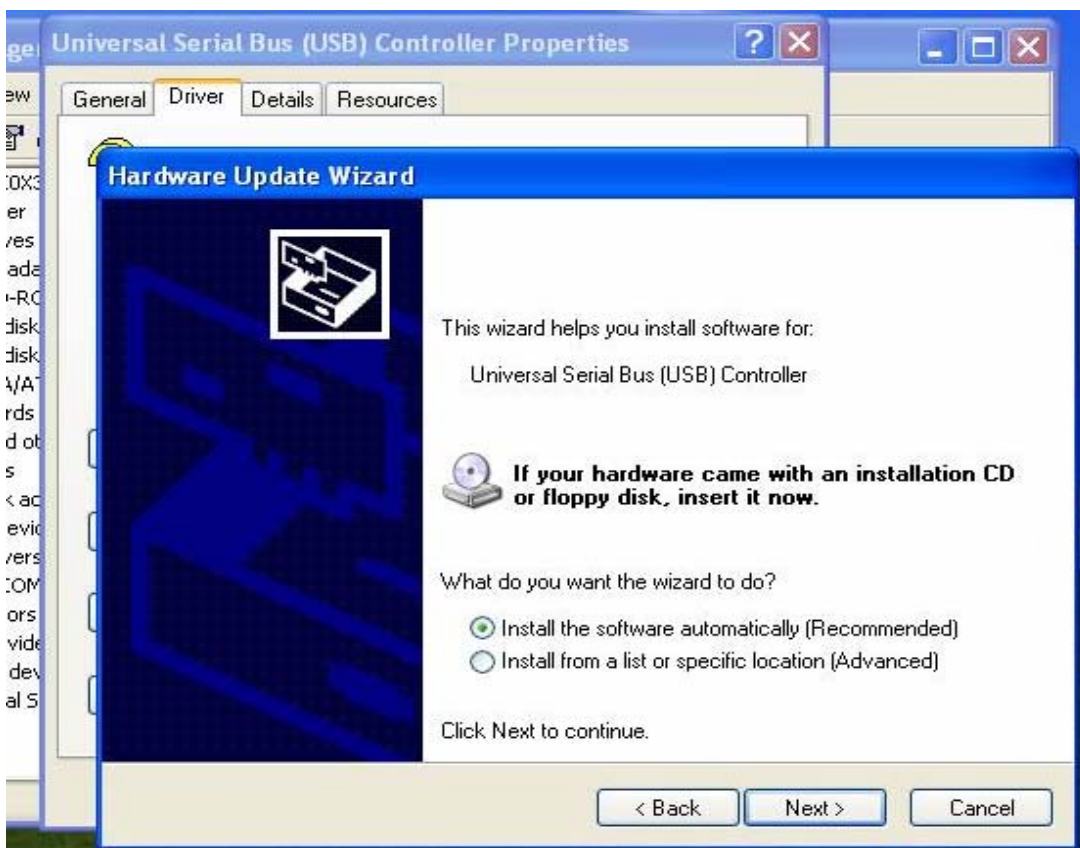 Universal Serial Bus (USB) Controller Properties
General Driver Details Resources
Hardware Update Wizard
This wizard helps you install software for:
Universal Serial Bus (USB) Controller
If your hardware came with an installation CD
or floppy disk, insert it now.
What do you want the wizard to do?
Install the software automatically (Recommended)
Install from a list or specific location (Advanced)
Click Next to continue.
< Back Next > Cancel